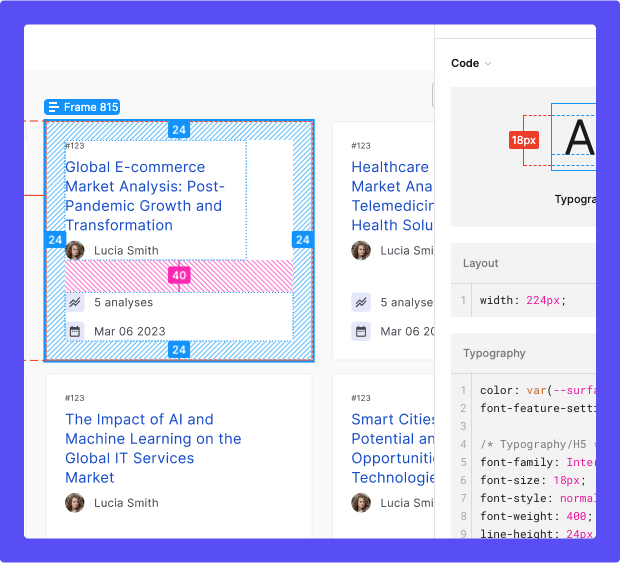 Frame 815
24
#123
Global E-commerce
Market Analysis: Post-
Pandemic Growth and
Transformation
24
24
Lucia Smith
40
5 analyses
Mar 06 2023
24
#123
Healthcare
Market Ana
Telemedicin
Health Solu
Lucia Smi
5 analyse
Mar 06 20
#123
The Impact of AI and
Machine Learning on the
Global IT Services
Market
Lucia Smith
#123
Smart Cities
Potential an
Opportunitie
Technologie
Lucia Smi
Code
18px
A
Typogra
Layout
1 width: 224px;
Typography
1 color: var(--surfa
2 font-feature-setti
3
4 /* Typography/H5 *
5 font-family: Inter
6 font-size: 18px;
7 font-style: normal
8 font-weight: 400;
9 line-height: 24px